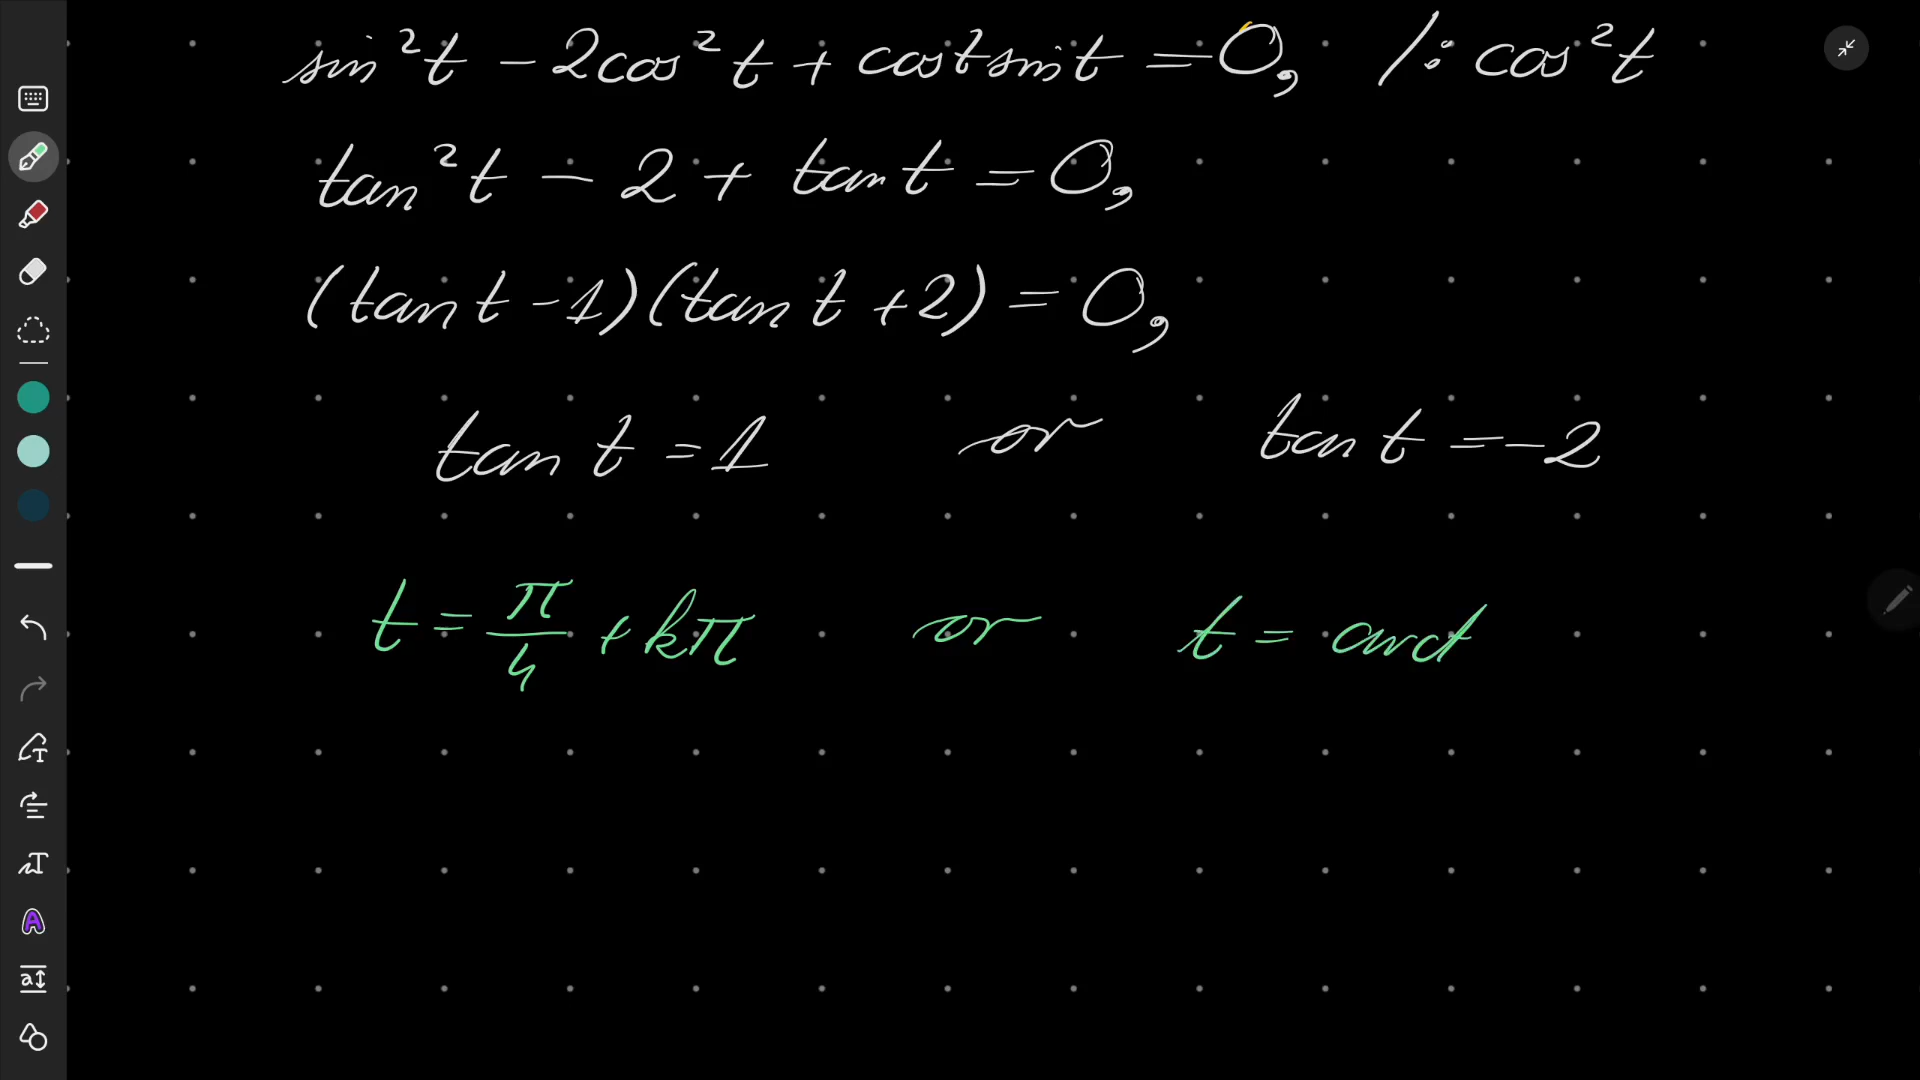 sin²t - 2cos²t + cost sint = 0, /: cos²t
tan²t - 2 + tan t = 0,
(tan t - 1)(tan t + 2) = 0,
tan t = 1 or tan t = -2
t = π/4 + kπ or t = arct